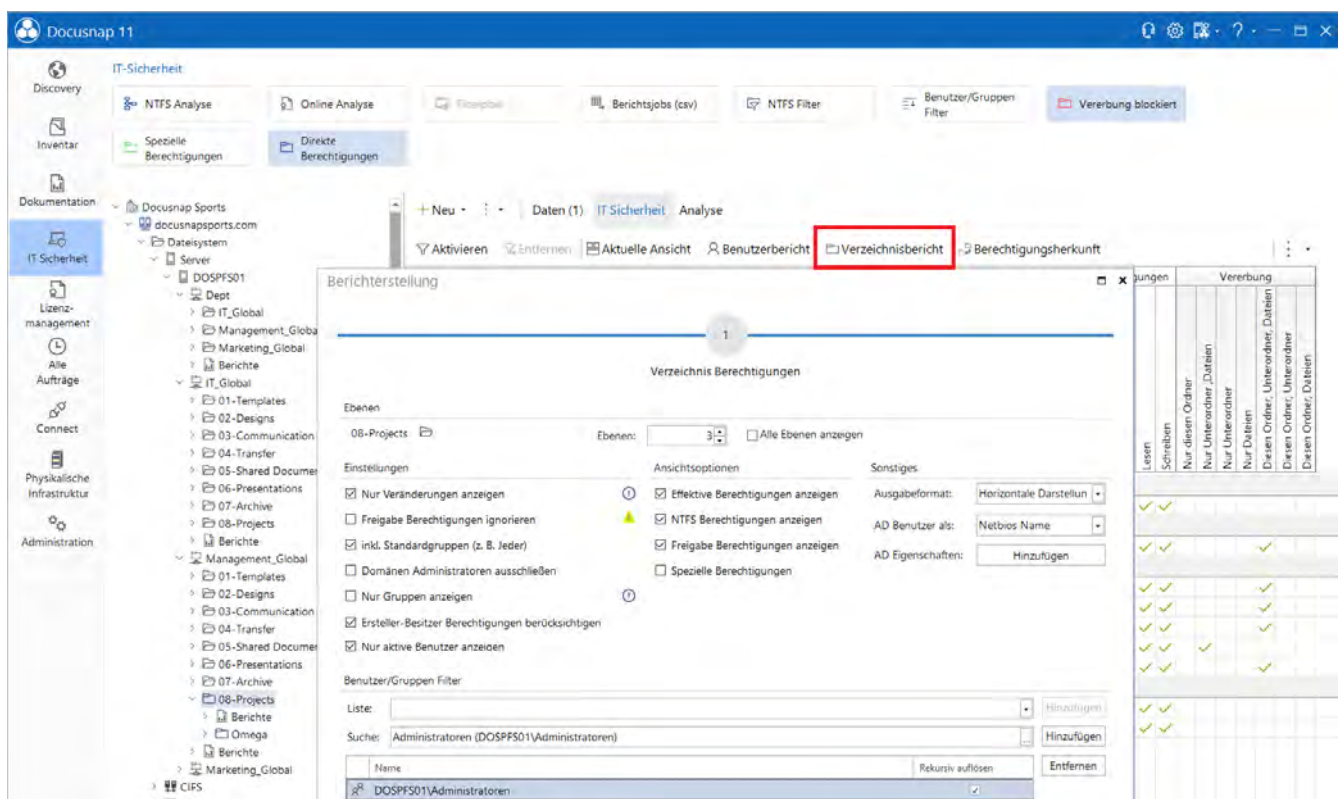 Docusnap 11
Discovery
Inventar
Dokumentation
IT Sicherheit
Lizenz-
management
Alle
Aufträge
Connect
Physikalische
Infrastruktur
Administration
IT-Sicherheit
NTFS Analyse
Online Analyse
Berichtsjobs (csv)
NTFS Filter
Benutzer/Gruppen
Filter
Vererbung blockiert
Spezielle
Berechtigungen
Direkte
Berechtigungen
Docusnap Sports
docusnapsports.com
Dateisystem
Server
DOSPFS01
Dept
IT_Global
Management_Globa
Marketing_Global
Berichte
IT_Global
01-Templates
02-Designs
03-Communication
04-Transfer
05-Shared Documer
06-Presentations
07-Archive
08-Projects
Berichte
Management_Global
01-Templates
02-Designs
03-Communication
04-Transfer
05-Shared Documer
06-Presentations
07-Archive
08-Projects
Berichte
Omega
Berichte
Marketing_Global
CIFS
+ Neu
Daten (1) IT Sicherheit Analyse
Aktivieren Entfernen Aktuelle Ansicht Benutzerbericht Verzeichnisbericht Berechtigungsherkunft
Berichterstellung
1
Verzeichnis Berechtigungen
Ebenen
08-Projects
Ebenen: 3
Alle Ebenen anzeigen
Einstellungen
Nur Veränderungen anzeigen
Freigabe Berechtigungen ignorieren
inkl. Standardgruppen (z. B. Jeder)
Domänen Administratoren ausschließen
Nur Gruppen anzeigen
Ersteller-Besitzer Berechtigungen berücksichtigen
Nur aktive Benutzer anzeigen
Ansichtsoptionen
Effektive Berechtigungen anzeigen
NTFS Berechtigungen anzeigen
Freigabe Berechtigungen anzeigen
Spezielle Berechtigungen
Sonstiges
Ausgabeformat: Horizontale Darstellun
AD Benutzer als: Netbios Name
AD Eigenschaften: Hinzufügen
Benutzer/Gruppen Filter
Liste:
Hinzufügen
Suche: Administratoren (DOSPFS01\Administratoren)
... Hinzufügen
Name
Rekursiv auflösen
Entfernen
DOSPFS01\Administratoren
gungen
Vererbung
Lesen
Schreiben
Nur diesen Ordner
Nur Unterordner ,Dateien
Nur Unterordner
Nur Dateien
Diesen Ordner, Unterordner, Dateien
Diesen Ordner, Unterordner
Diesen Ordner, Dateien